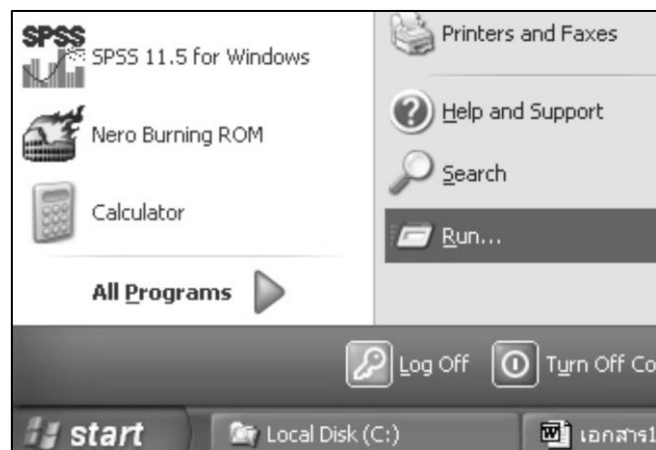 SPSS
SPSS 11.5 for Windows
Nero Burning ROM
Calculator
All Programs
Printers and Faxes
Help and Support
Search
Run...
Log Off
Turn Off Co
start
Local Disk (C:)
เอกสาร1